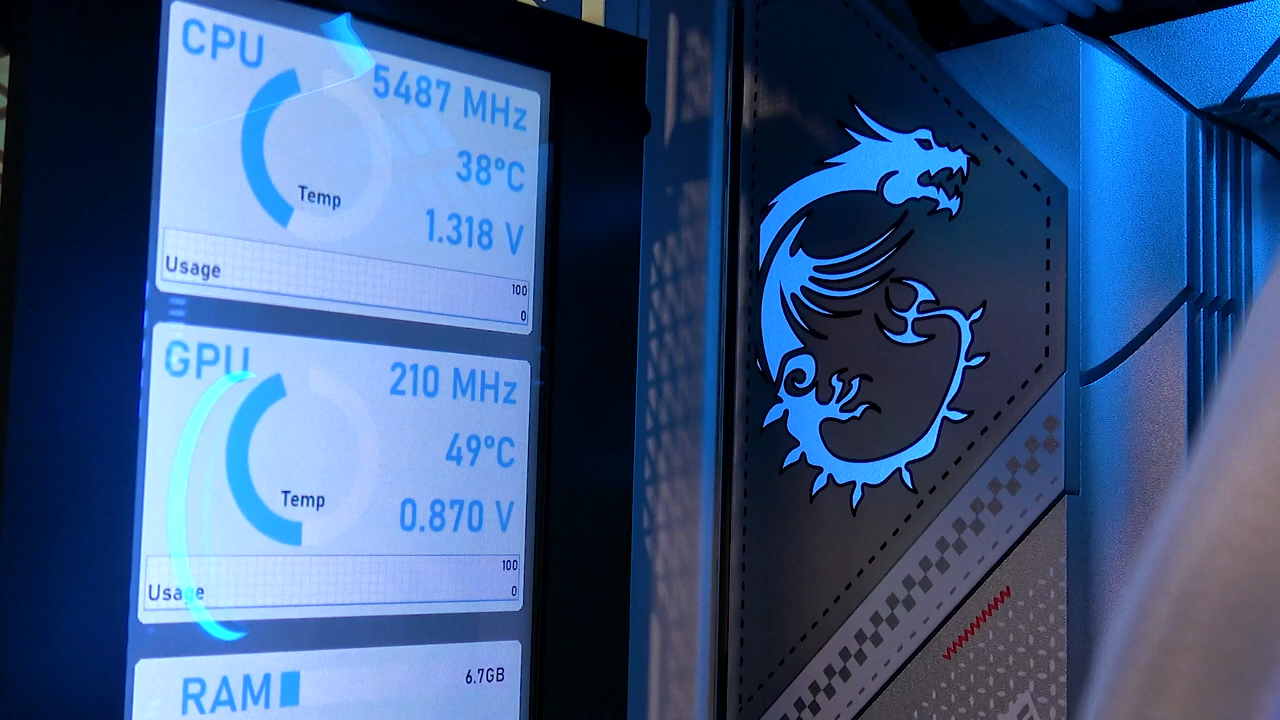 CPU
5487 MHz
38°C
Temp
1.318 V
Usage
100
0
GPU
210 MHz
49°C
Temp
0.870 V
Usage
100
0
RAM
6.7GB